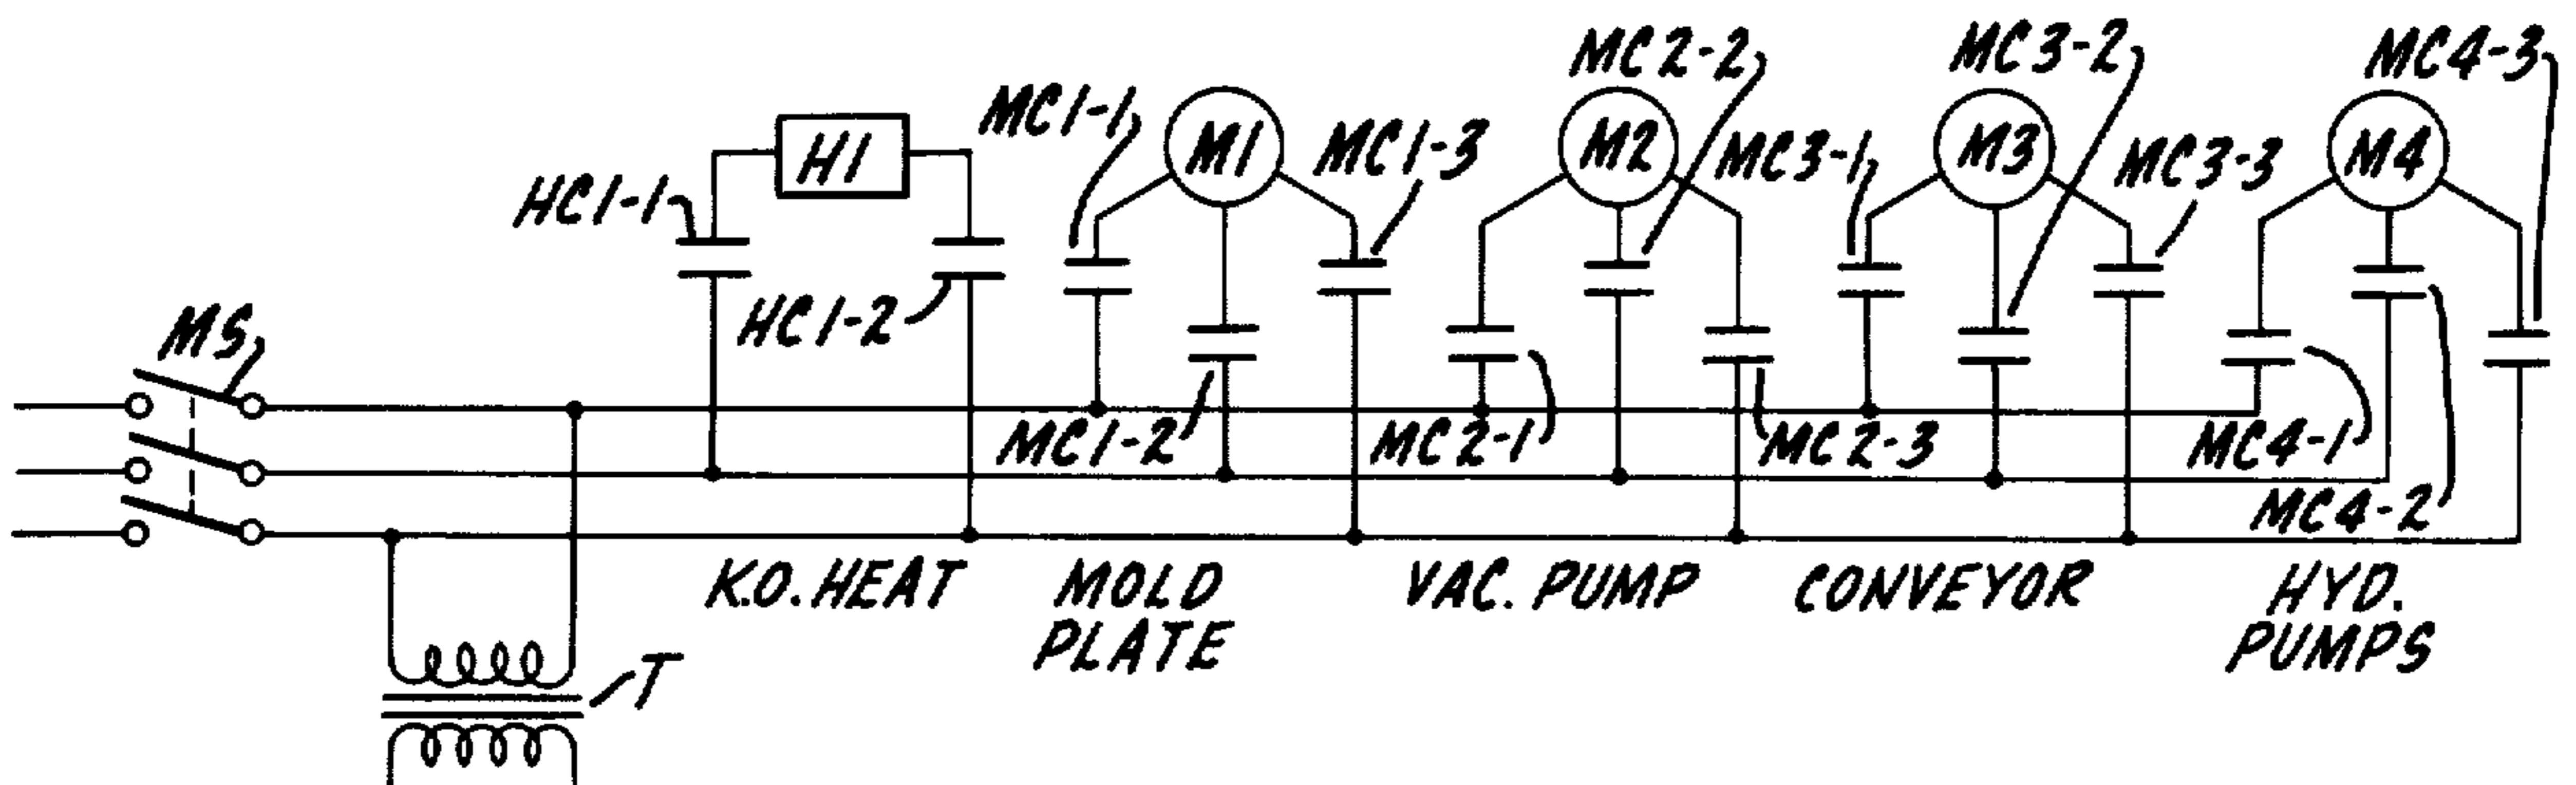 MC2-2
MC3-2
MC4-3
MC1-1
M1
MC1-3
M2
MC3-1
M3
MC3-3
M4
H1
HC1-1
HC1-2
MS
MC1-2
MC2-1
MC2-3
MC4-1
MC4-2
K.O. HEAT
MOLD
PLATE
VAC. PUMP
CONVEYOR
HYD.
PUMPS
T